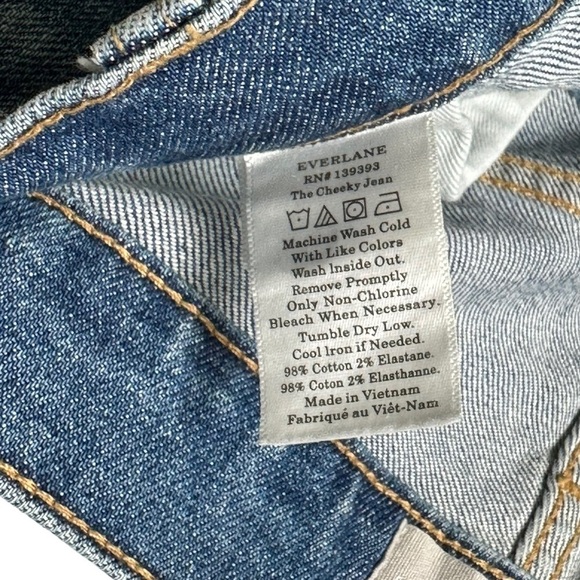 EVERLANE
RN# 139393
The Cheeky Jean
Machine Wash Cold
With Like Colors
Wash Inside Out.
Remove Promptly
Only Non-Chlorine
Bleach When Necessary.
Tumble Dry Low.
Cool Iron if Needed.
98% Cotton 2% Elastane.
98% Coton 2% Elasthanne.
Made in Vietnam
Fabriqué au Viêt-Nam